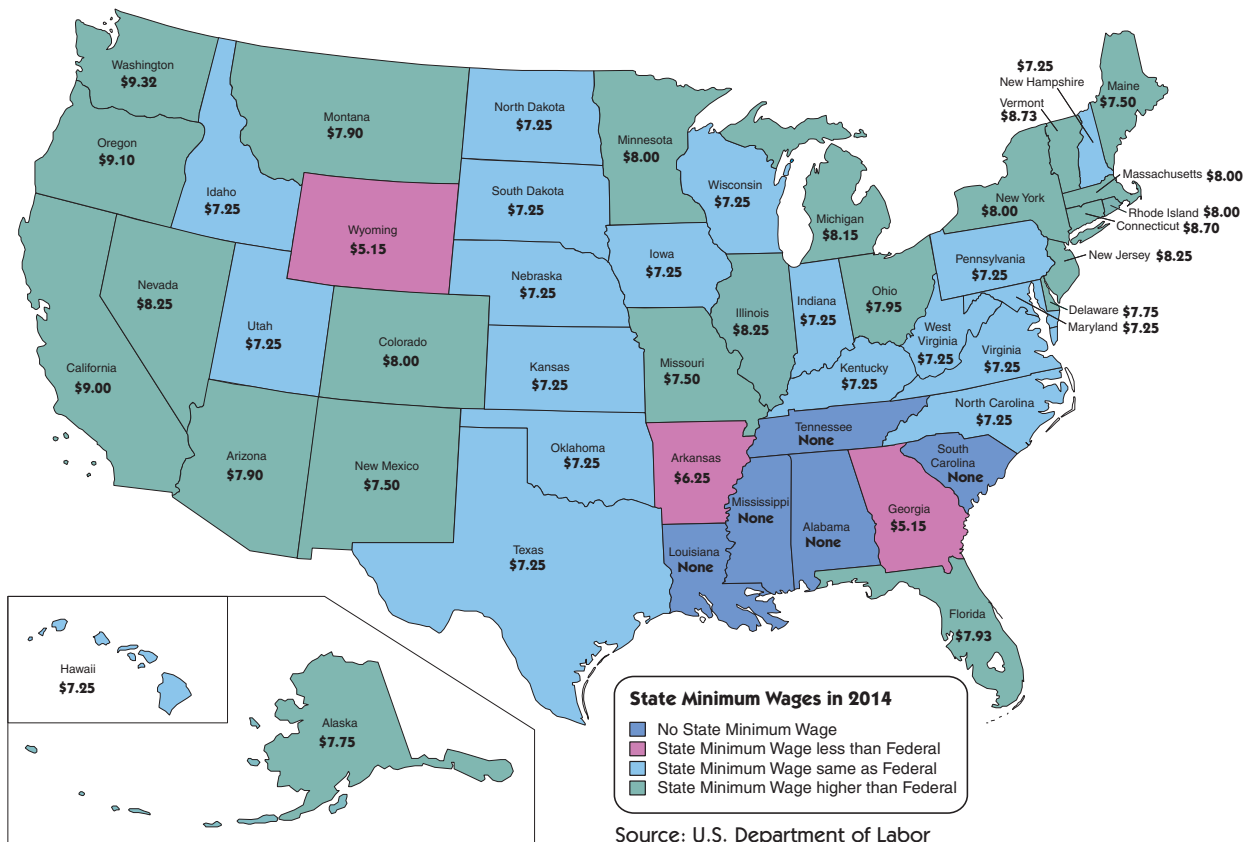 Washington
$9.32
Oregon
$9.10
California
$9.00
Nevada
$8.25
Idaho
$7.25
Montana
$7.90
Wyoming
$5.15
Utah
$7.25
Colorado
$8.00
Arizona
$7.90
New Mexico
$7.50
North Dakota
$7.25
South Dakota
$7.25
Nebraska
$7.25
Kansas
$7.25
Oklahoma
$7.25
Texas
$7.25
Minnesota
$8.00
Iowa
$7.25
Missouri
$7.50
Arkansas
$6.25
Louisiana
None
Wisconsin
$7.25
Illinois
$8.25
Michigan
$8.15
Indiana
$7.25
Ohio
$7.95
Kentucky
$7.25
Tennessee
None
Mississippi
None
Alabama
None
Georgia
$5.15
Florida
$7.93
South
Carolina
None
North Carolina
$7.25
Virginia
$7.25
West
Virginia
$7.25
Pennsylvania
$7.25
New York
$8.00
$7.25
New Hampshire
Vermont
$8.73
Maine
$7.50
Massachusetts $8.00
Rhode Island $8.00
Connecticut $8.70
New Jersey $8.25
Delaware $7.75
Maryland $7.25
Hawaii
$7.25
Alaska
$7.75
State Minimum Wages in 2014
No State Minimum Wage
State Minimum Wage less than Federal
State Minimum Wage same as Federal
State Minimum Wage higher than Federal
Source: U.S. Department of Labor